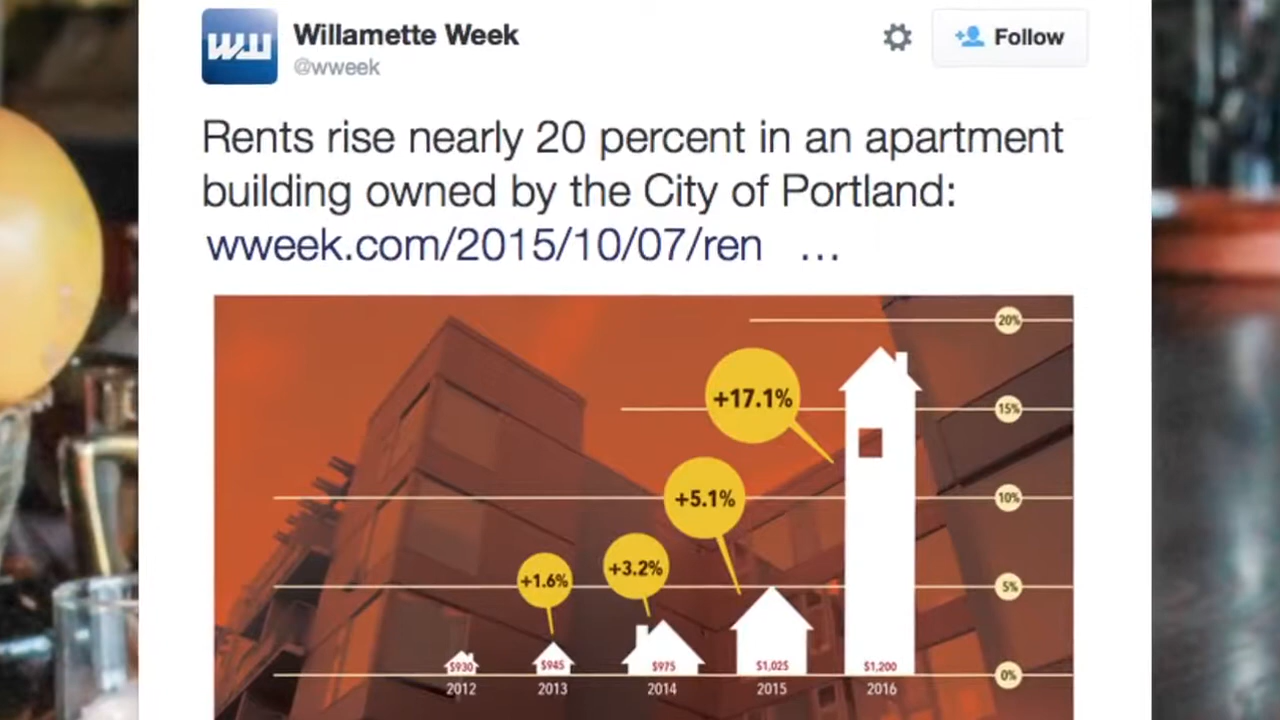 WW
Willamette Week
@wweek
Follow
Rents rise nearly 20 percent in an apartment
building owned by the City of Portland:
wweek.com/2015/10/07/ren ...
20%
+17.1%
15%
+5.1%
10%
+3.2%
+1.6%
5%
$930 $945 $975 $1,025 $1,200 0%
2012 2013 2014 2015 2016